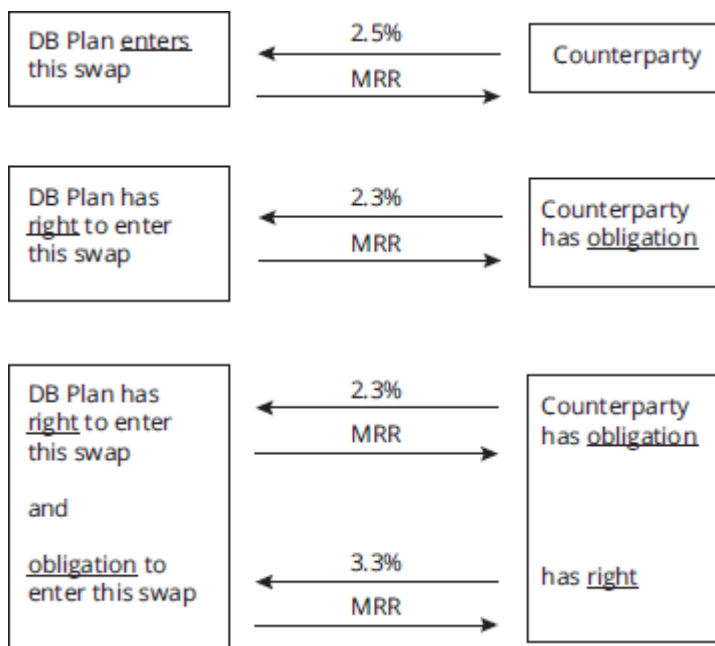 DB Plan enters
this swap
2.5%
MRR
Counterparty
DB Plan has
right to enter
this swap
2.3%
MRR
Counterparty
has obligation
DB Plan has
right to enter
this swap
and
obligation to
enter this swap
2.3%
MRR
3.3%
MRR
Counterparty
has obligation
has right